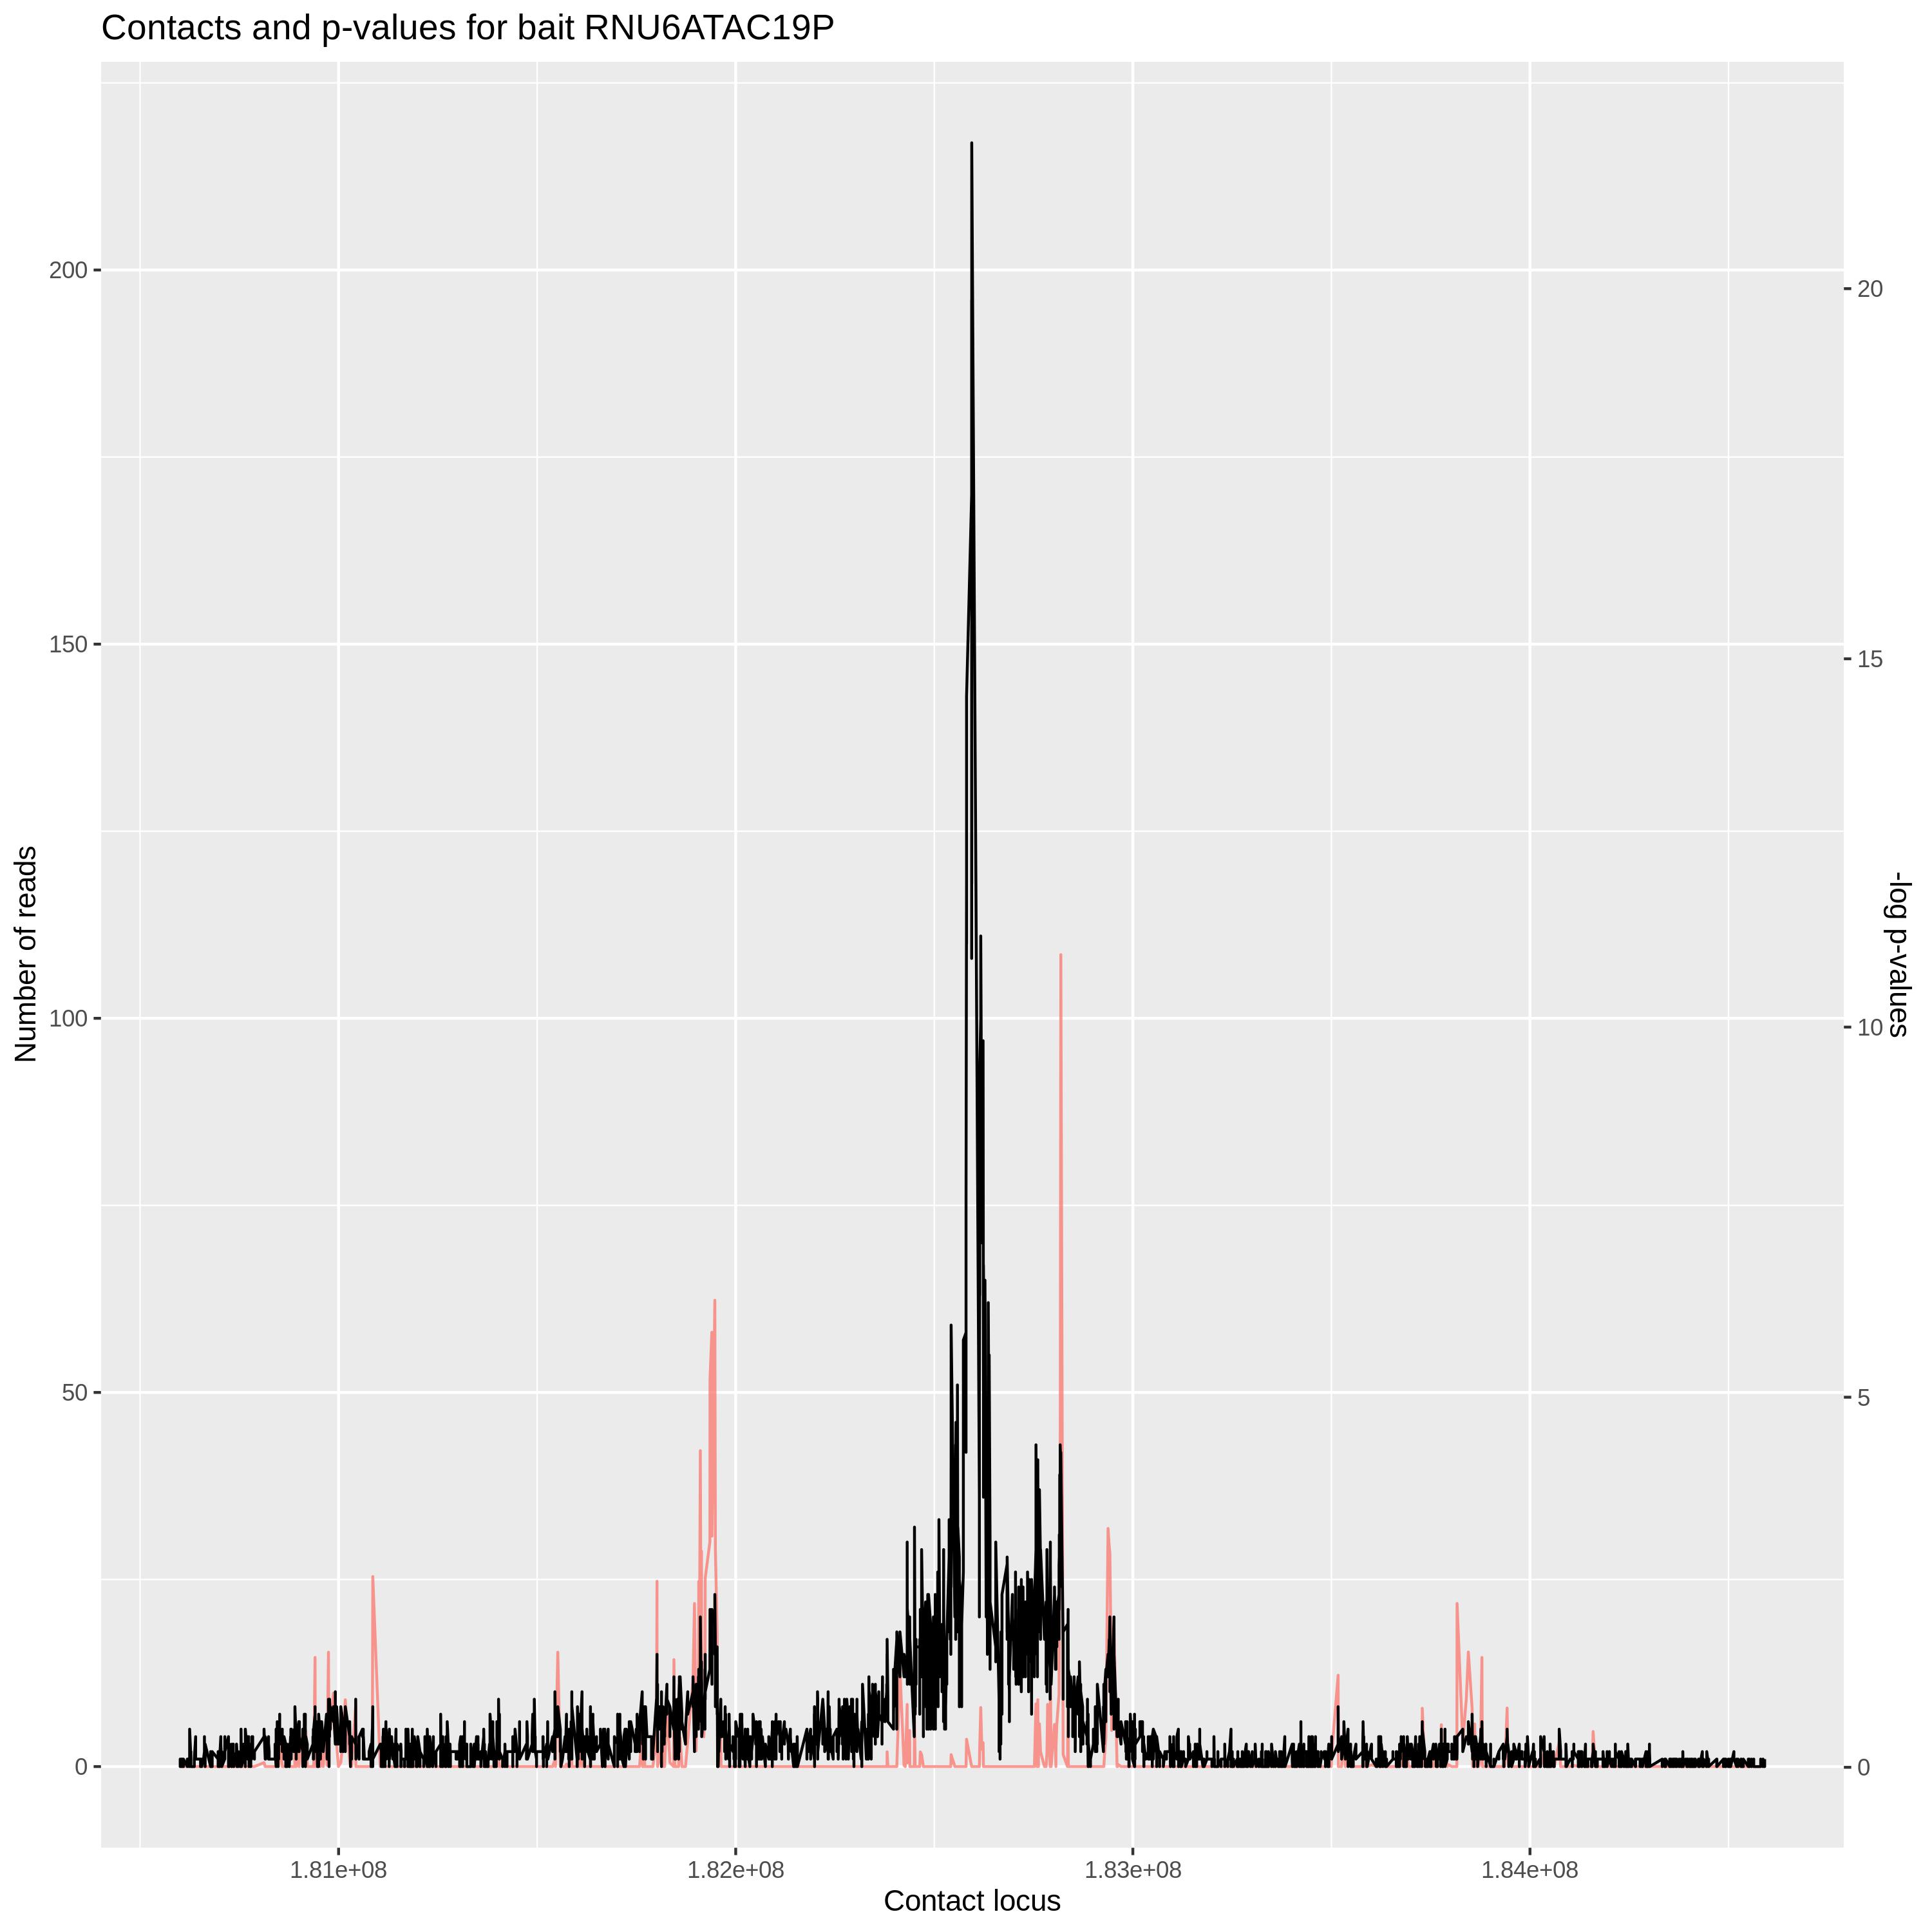 Contacts and p-values for bait RNU6ATAC19P
200
150
100
50
0
20
15
10
5
0
Number of reads
-log p-values
1.81e+08
1.82e+08
1.83e+08
1.84e+08
Contact locus